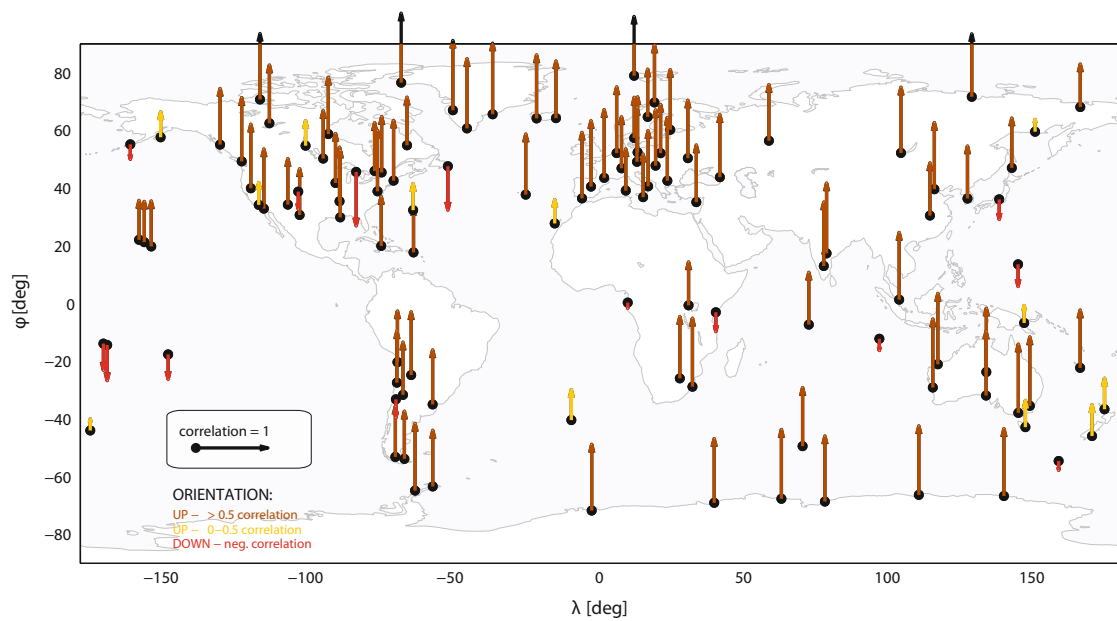 80
60
40
20
0
−20
−40
−60
−80
φ [deg]
correlation = 1
ORIENTATION:
UP − > 0.5 correlation
UP − 0−0.5 correlation
DOWN − neg. correlation
−150
−100
−50
0
50
100
150
λ [deg]